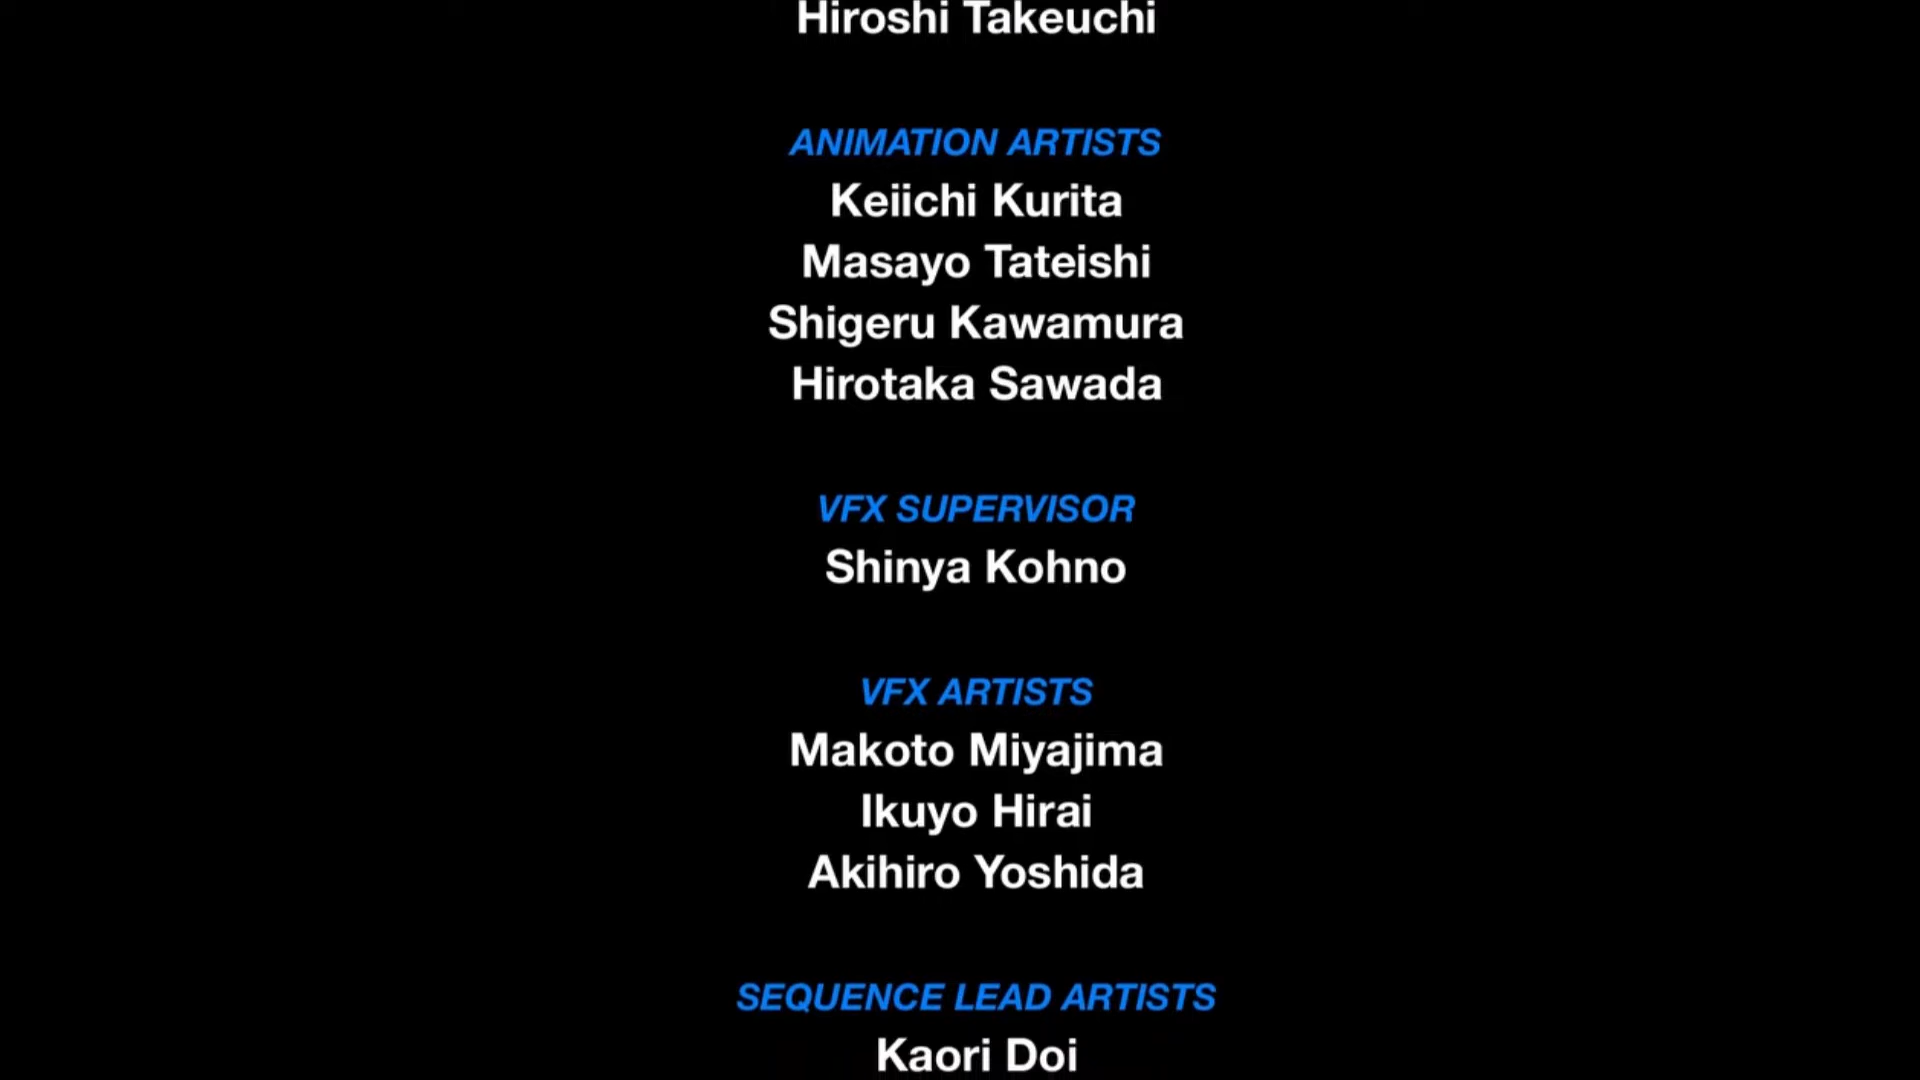 Hiroshi Takeuchi
ANIMATION ARTISTS
Keiichi Kurita
Masayo Tateishi
Shigeru Kawamura
Hirotaka Sawada
VFX SUPERVISOR
Shinya Kohno
VFX ARTISTS
Makoto Miyajima
Ikuyo Hirai
Akihiro Yoshida
SEQUENCE LEAD ARTISTS
Kaori Doi